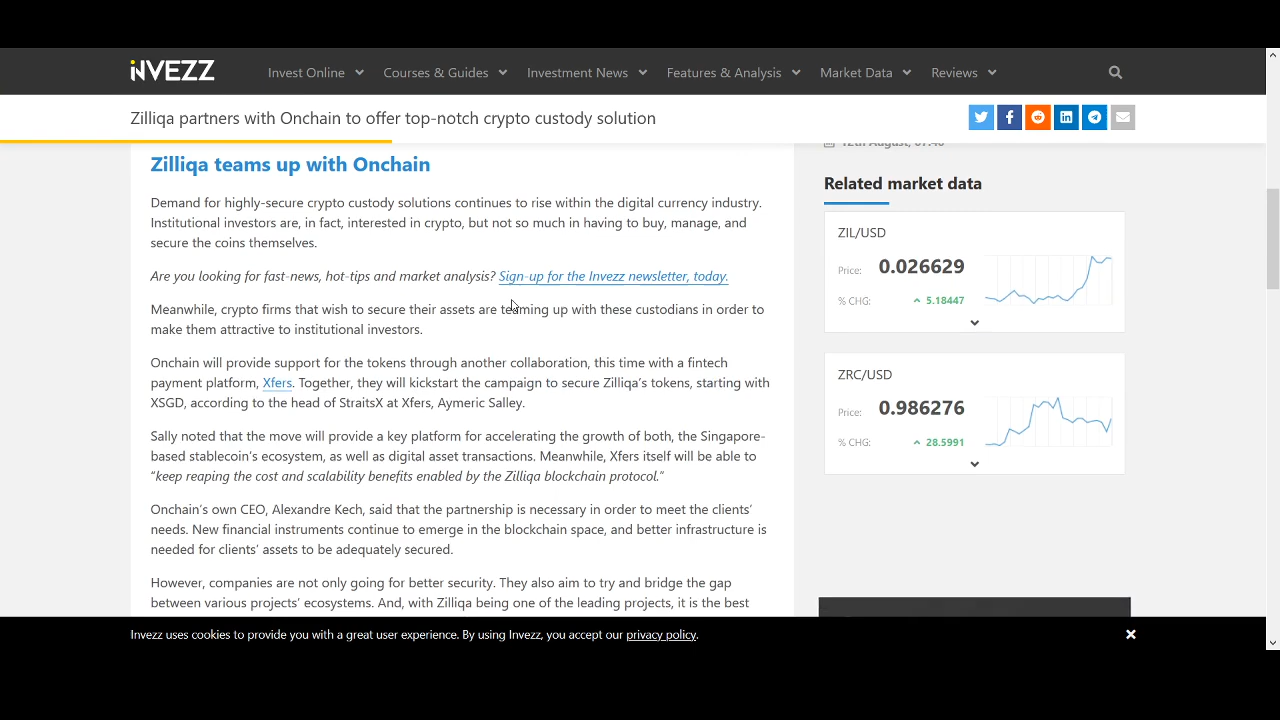 iNVEZZ
Invest Online
Courses & Guides
Investment News
Features & Analysis
Market Data
Reviews
Zilliqa partners with Onchain to offer top-notch crypto custody solution
Zilliqa teams up with Onchain
Demand for highly-secure crypto custody solutions continues to rise within the digital currency industry.
Institutional investors are, in fact, interested in crypto, but not so much in having to buy, manage, and
secure the coins themselves.
Are you looking for fast-news, hot-tips and market analysis? Sign-up for the Invezz newsletter, today.
Meanwhile, crypto firms that wish to secure their assets are teaming up with these custodians in order to
make them attractive to institutional investors.
Onchain will provide support for the tokens through another collaboration, this time with a fintech
payment platform, Xfers. Together, they will kickstart the campaign to secure Zilliqa's tokens, starting with
XSGD, according to the head of StraitsX at Xfers, Aymeric Salley.
Sally noted that the move will provide a key platform for accelerating the growth of both, the Singapore-
based stablecoin's ecosystem, as well as digital asset transactions. Meanwhile, Xfers itself will be able to
"keep reaping the cost and scalability benefits enabled by the Zilliqa blockchain protocol."
Onchain's own CEO, Alexandre Kech, said that the partnership is necessary in order to meet the clients'
needs. New financial instruments continue to emerge in the blockchain space, and better infrastructure is
needed for clients' assets to be adequately secured.
However, companies are not only going for better security. They also aim to try and bridge the gap
between various projects' ecosystems. And, with Zilliqa being one of the leading projects, it is the best
12th August, 07:40
Related market data
ZIL/USD
Price: 0.026629
% CHG: 5.18447
ZRC/USD
Price: 0.986276
% CHG: 28.5991
Invezz uses cookies to provide you with a great user experience. By using Invezz, you accept our privacy policy.